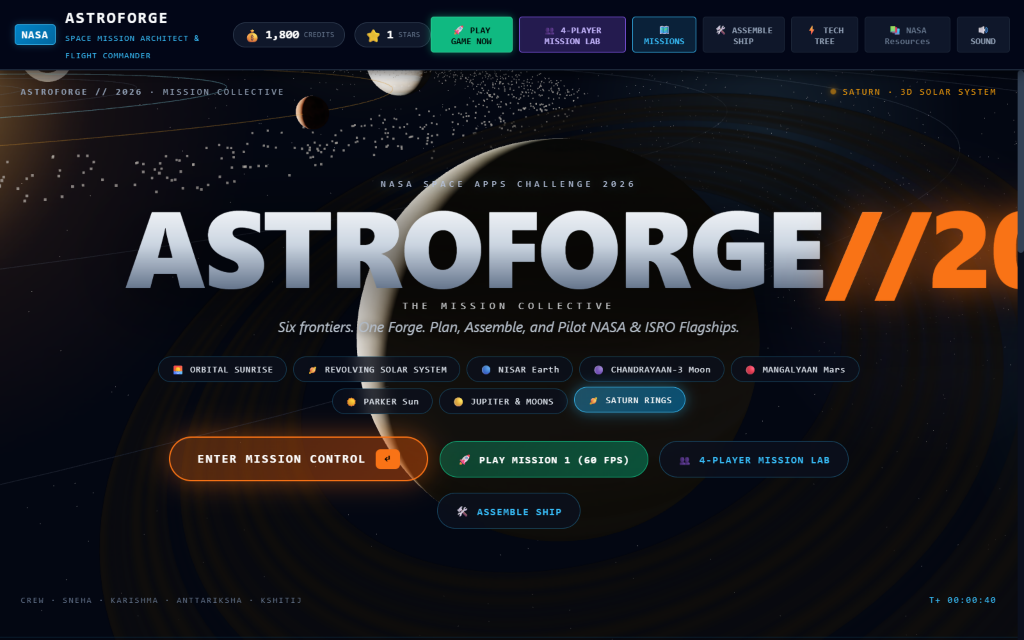 NASA
ASTROFORGE
SPACE MISSION ARCHITECT &
FLIGHT COMMANDER
1,800 CREDITS
1 STARS
PLAY
GAME NOW
4-PLAYER
MISSION LAB
MISSIONS
ASSEMBLE
SHIP
TECH
TREE
NASA
Resources
SOUND
ASTROFORGE // 2026 · MISSION COLLECTIVE
SATURN · 3D SOLAR SYSTEM
NASA SPACE APPS CHALLENGE 2026
ASTROFORGE//20
THE MISSION COLLECTIVE
Six frontiers. One Forge. Plan, Assemble, and Pilot NASA & ISRO Flagships.
ORBITAL SUNRISE
REVOLVING SOLAR SYSTEM
NISAR Earth
CHANDRAYAAN-3 Moon
MANGALYAAN Mars
PARKER Sun
JUPITER & MOONS
SATURN RINGS
ENTER MISSION CONTROL ↵
PLAY MISSION 1 (60 FPS)
4-PLAYER MISSION LAB
ASSEMBLE SHIP
CREW · SNEHA · KARISHMA · ANTTARIKSHA · KSHITIJ
T+ 00:00:40